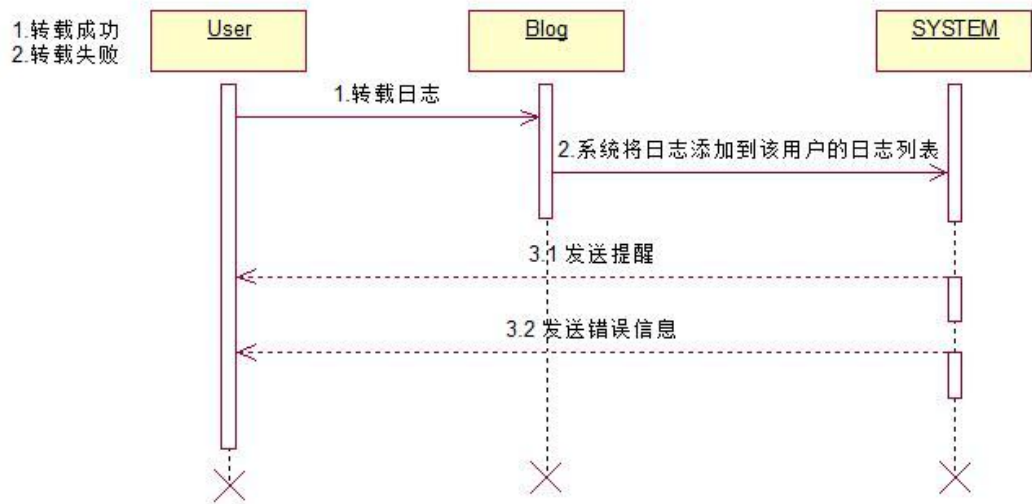 1.转载成功
2.转载失败
User
Blog
SYSTEM
1.转载日志
2.系统将日志添加到该用户的日志列表
3.1 发送提醒
3.2 发送错误信息